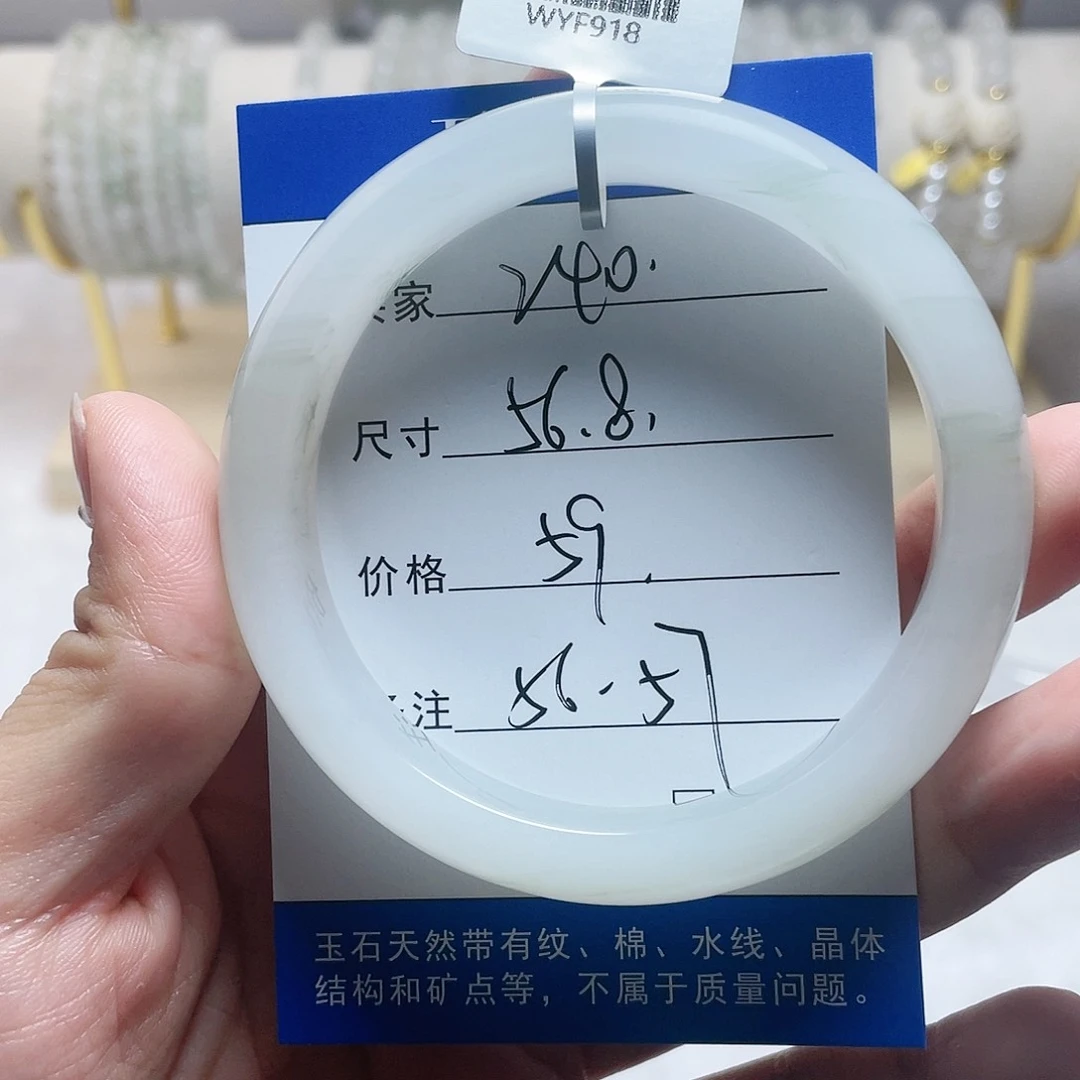 WYF918
家 240.
尺寸 56.8.
价格 59.
注 56-57
玉石天然带有纹、棉、水线、晶体
结构和矿点等，不属于质量问题。